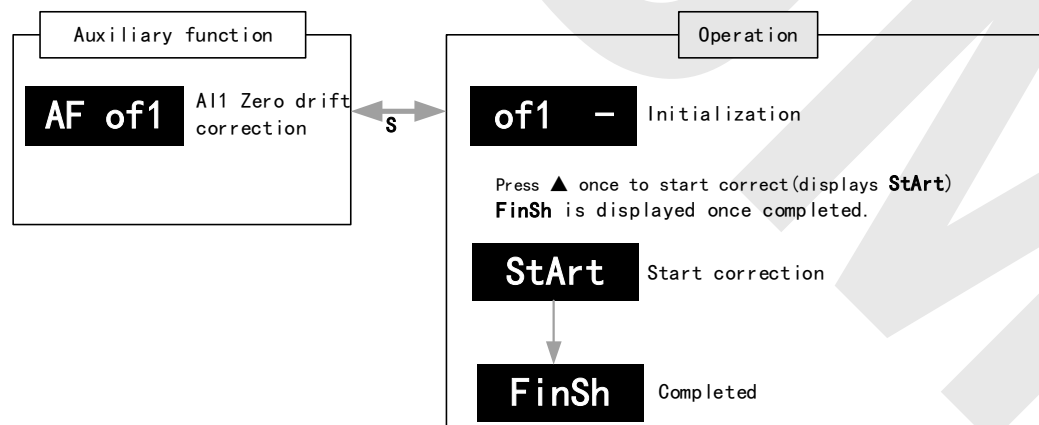 Auxiliary function
AF of1
AI1 Zero drift
correction
S
Operation
of1 －
Initialization
Press ▲ once to start correct(displays StArt)
FinSh is displayed once completed.
StArt
Start correction
FinSh
Completed